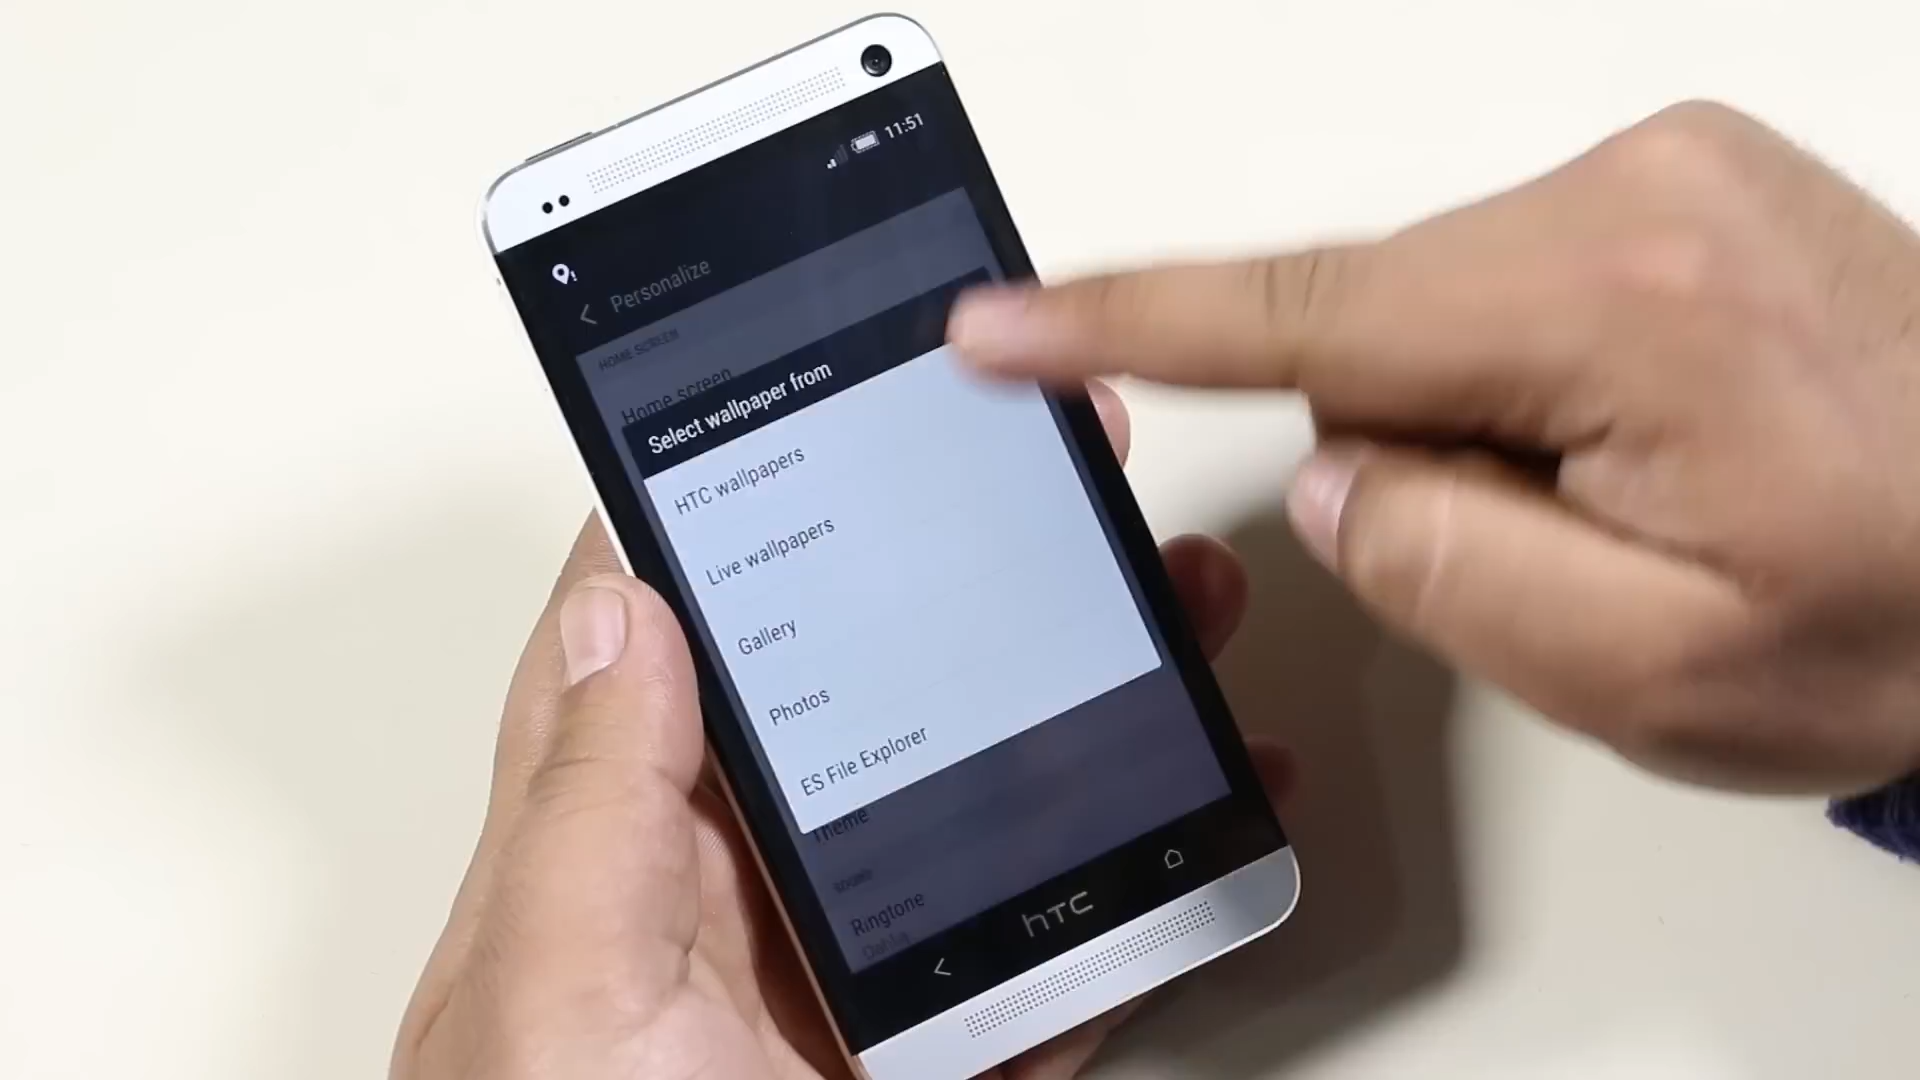 11:51
Personalize
HOME SCREEN
Home screen
Select wallpaper from
HTC wallpapers
Live wallpapers
Gallery
Photos
ES File Explorer
Theme
SOUND
Ringtone
Dahlia
hTC